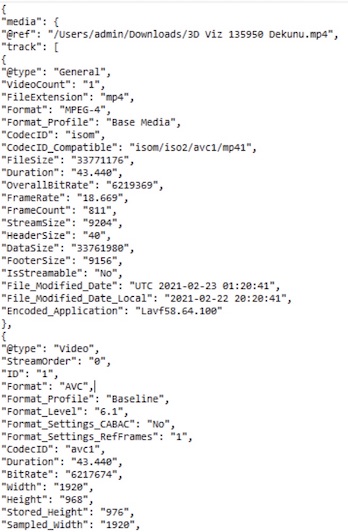 {
"media": {
"@ref": "/Users/admin/Downloads/3D Viz 135950 Dekunu.mp4",
"track": [
{
"@type": "General",
"VideoCount": "1",
"FileExtension": "mp4",
"Format": "MPEG-4",
"Format_Profile": "Base Media",
"CodecID": "isom",
"CodecID_Compatible": "isom/iso2/avc1/mp41",
"FileSize": "33771176",
"Duration": "43.440",
"OverallBitRate": "6219369",
"FrameRate": "18.669",
"FrameCount": "811",
"StreamSize": "9204",
"HeaderSize": "40",
"DataSize": "33761980",
"FooterSize": "9156",
"IsStreamable": "No",
"File_Modified_Date": "UTC 2021-02-23 01:20:41",
"File_Modified_Date_Local": "2021-02-22 20:20:41",
"Encoded_Application": "Lavf58.64.100"
},
{
"@type": "Video",
"StreamOrder": "0",
"ID": "1",
"Format": "AVC",
"Format_Profile": "Baseline",
"Format_Level": "6.1",
"Format_Settings_CABAC": "No",
"Format_Settings_RefFrames": "1",
"CodecID": "avc1",
"Duration": "43.440",
"BitRate": "6217674",
"Width": "1920",
"Height": "968",
"Stored_Height": "976",
"Sampled_Width": "1920",